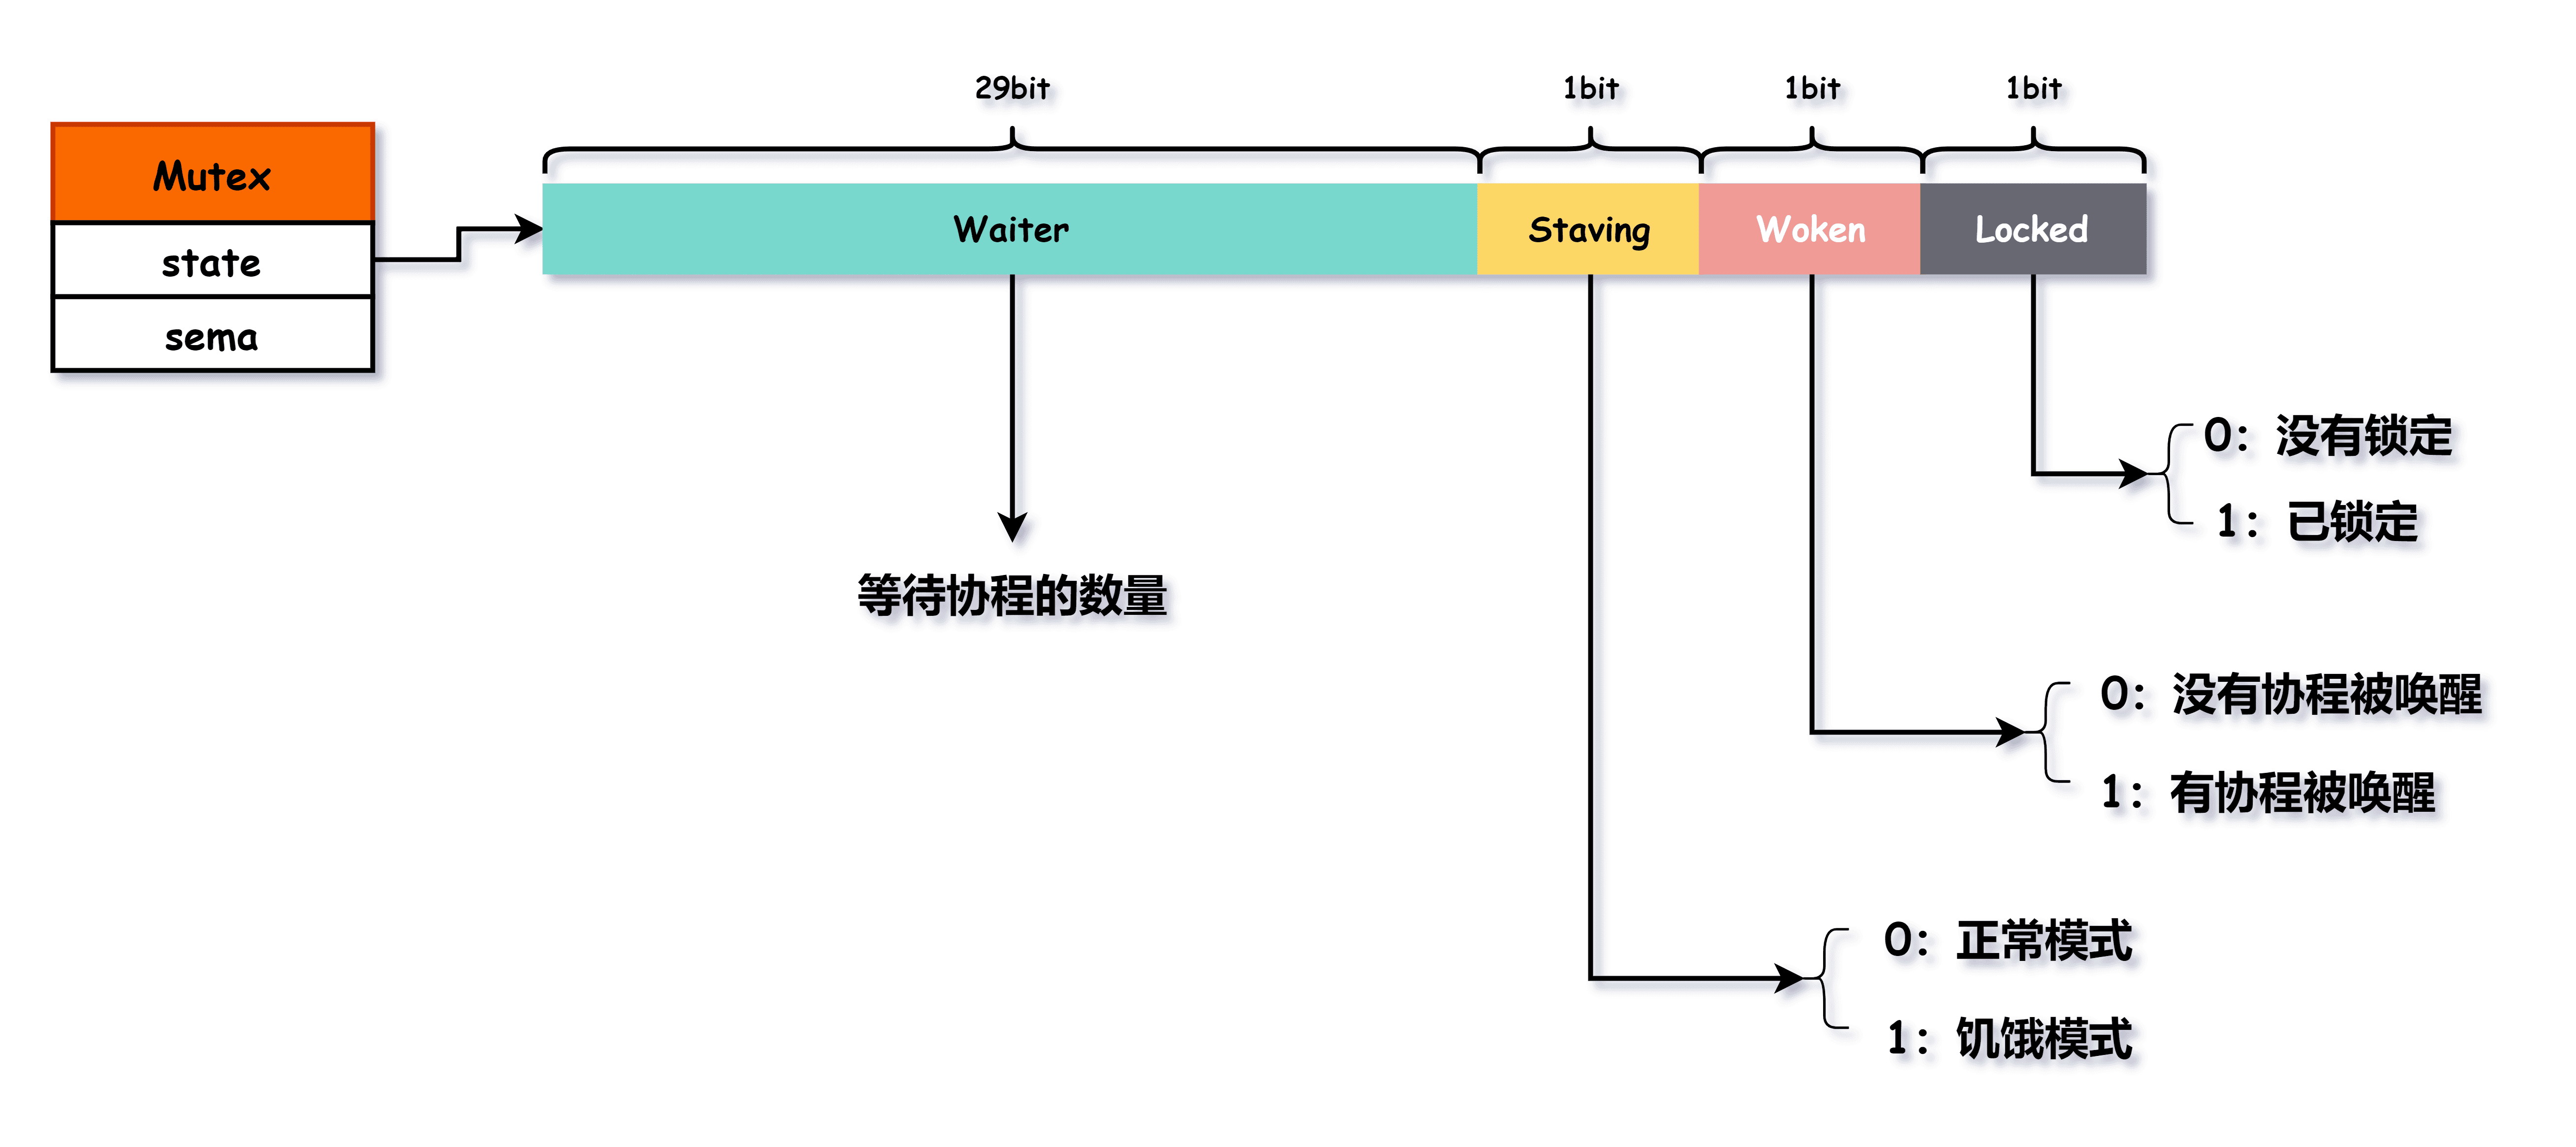 29bit
1bit
1bit
1bit
Mutex
state
sema
Waiter
Staving
Woken
Locked
等待协程的数量
0：没有锁定
1：已锁定
0：没有协程被唤醒
1：有协程被唤醒
0：正常模式
1：饥饿模式